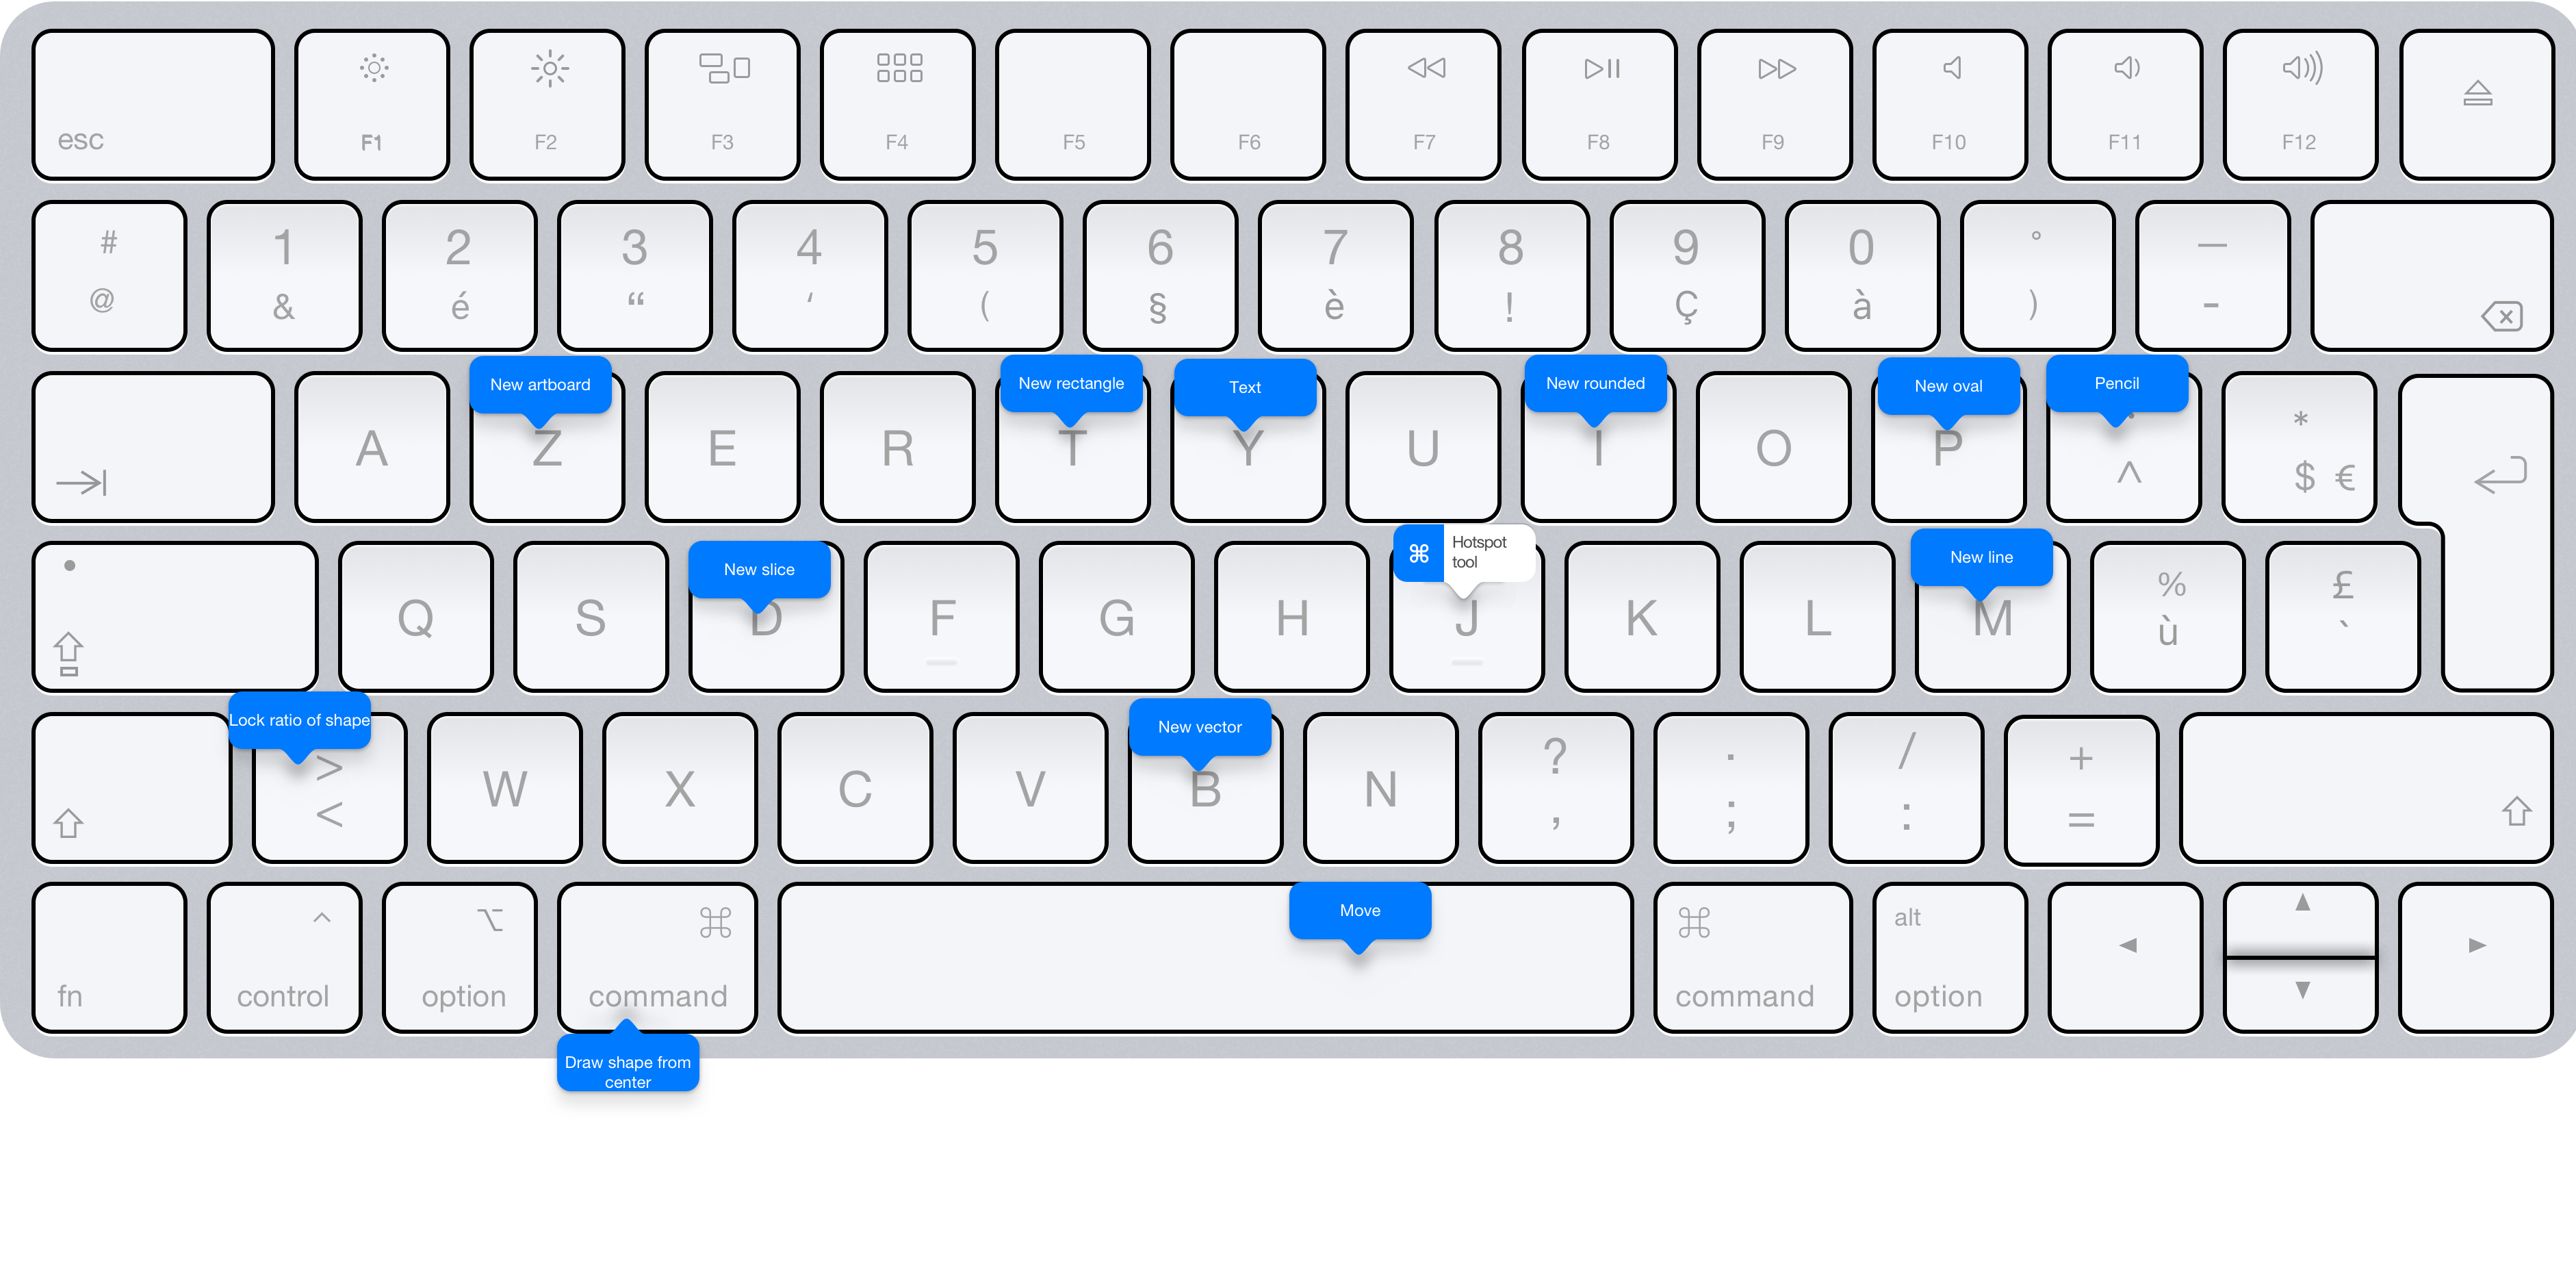 esc F1 F2 F3 F4 F5 F6 F7 F8 F9 F10 F11 F12
# 1 2 3 4 5 6 7 8 9 0 ° —
@ & é “ ‘ ( § è ! Ç à ) -
New artboard New rectangle Text New rounded New oval Pencil
A Z E R T Y U I O P ^ * $ €
New slice ⌘ Hotspot tool New line
Q S D F G H J K L M % ù £ `
Lock ratio of shape New vector
> < W X C V B N ? , . ; / : + =
Move
fn ^ control ⌥ option ⌘ command ⌘ command alt option
Draw shape from
center